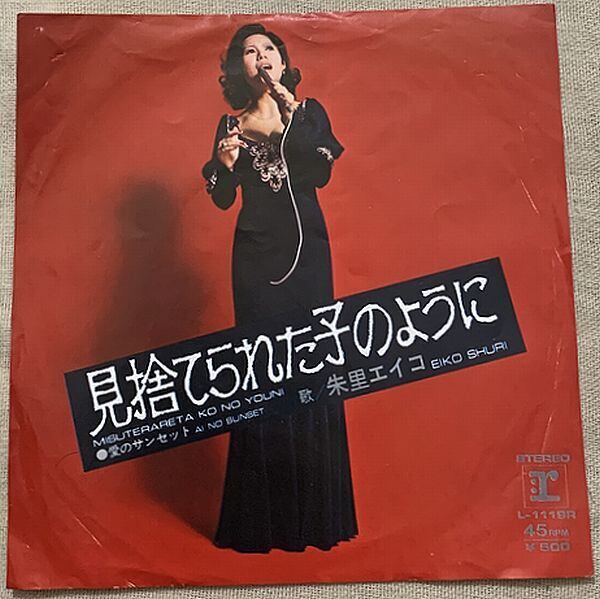 見捨てられた子のように
MISUTERARETA KO NO YOUNI
歌/朱里エイコ EIKO SHURI
●愛のサンセット AI NO SUNSET
STEREO
r
L-1119R
45 RPM
¥500